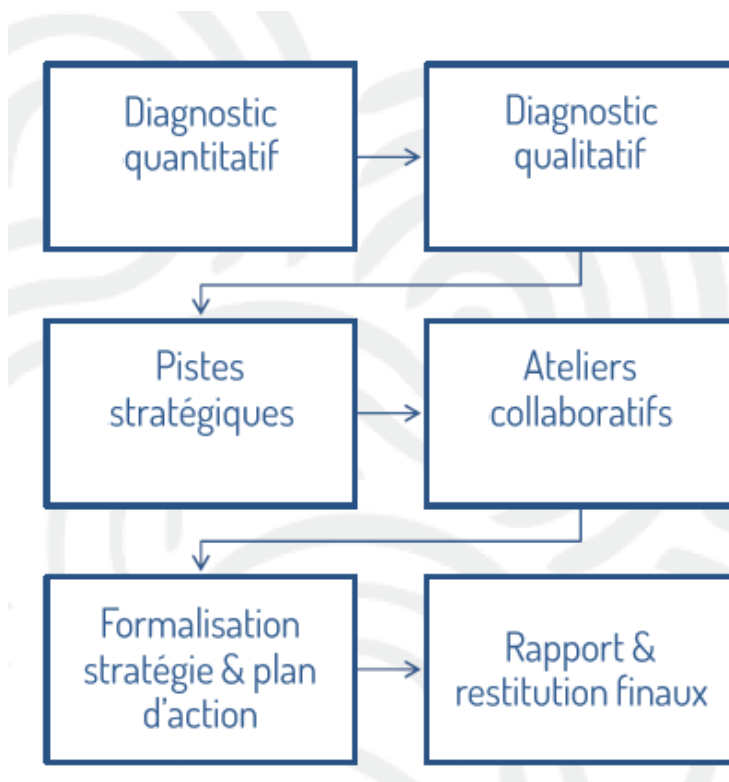 Diagnostic
quantitatif
Diagnostic
qualitatif
Pistes
stratégiques
Ateliers
collaboratifs
Formalisation
stratégie & plan
d'action
Rapport &
restitution finaux